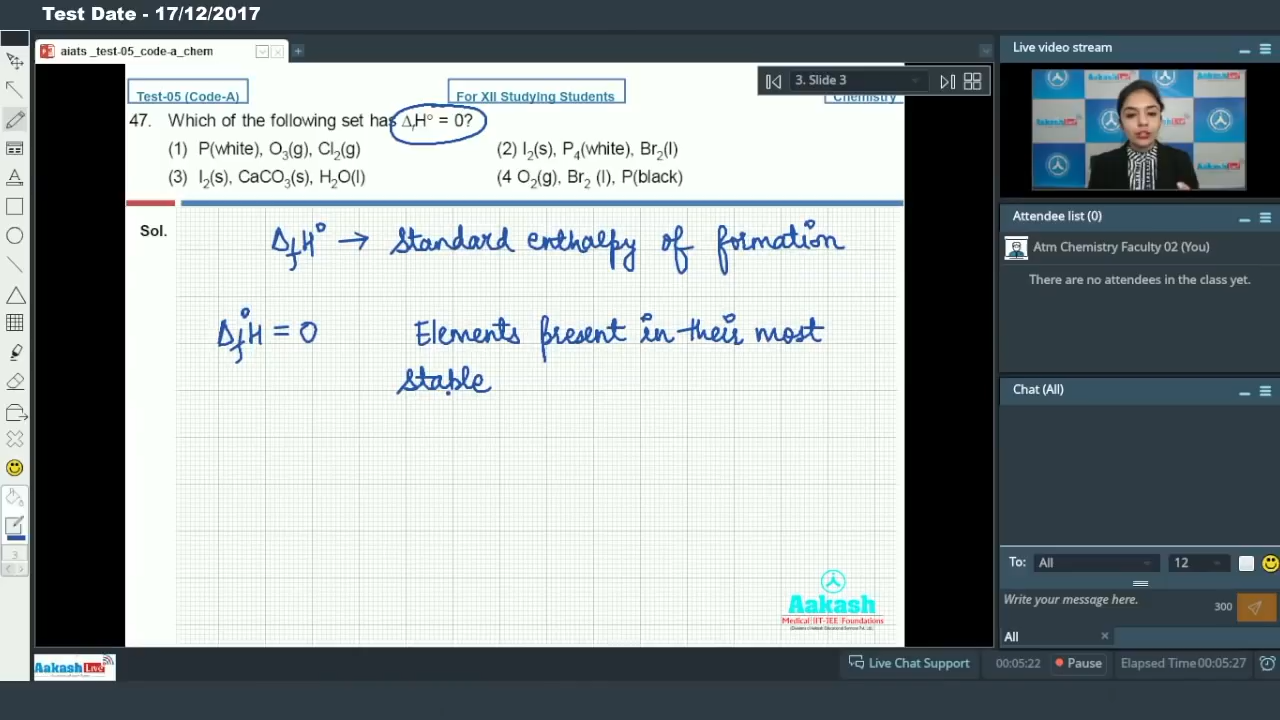 Test Date - 17/12/2017
aiats _test-05_code-a_chem
Live video stream
3. Slide 3
Test-05 (Code-A)
For XII Studying Students
Chemistry
47. Which of the following set has ΔrH° = 0?
(1) P(white), O3(g), Cl2(g)
(2) I2(s), P4(white), Br2(l)
(3) I2(s), CaCO3(s), H2O(l)
(4 O2(g), Br2 (l), P(black)
Sol.
ΔfH° → Standard enthalpy of formation
ΔfH° = 0 Elements present in their most
stable
Aakash
Medical|IIT-JEE|Foundations
Attendee list (0)
Atm Chemistry Faculty 02 (You)
There are no attendees in the class yet.
Chat (All)
To: All 12
Write your message here.
300
All
Aakash Live
Live Chat Support
00:05:22
Pause
Elapsed Time 00:05:27
3